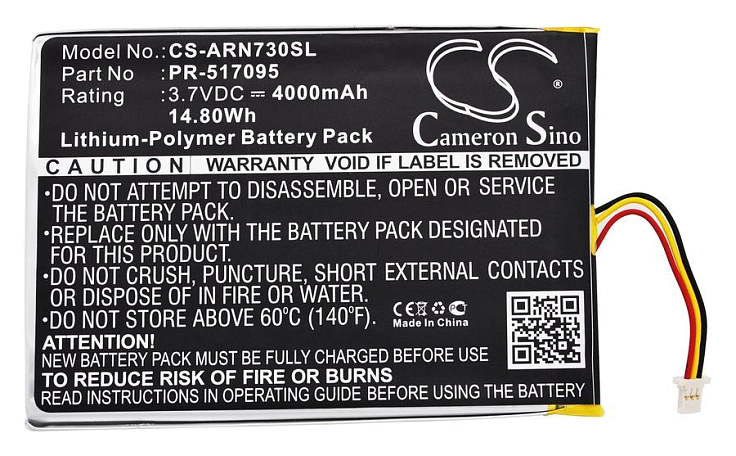 Model No.:CS-ARN730SL
Part No :PR-517095
Rating :3.7VDC ⎓ 4000mAh
14.80Wh
Lithium-Polymer Battery Pack
Cameron Sino
®
CAUTION WARRANTY VOID IF LABEL IS REMOVED
•DO NOT ATTEMPT TO DISASSEMBLE, OPEN OR SERVICE
THE BATTERY PACK.
•REPLACE ONLY WITH THE BATTERY PACK DESIGNATED
FOR THIS PRODUCT.
•DO NOT CRUSH, PUNCTURE, SHORT EXTERNAL CONTACTS
OR DISPOSE OF IN FIRE OR WATER.
•DO NOT STORE ABOVE 60°C (140°F).
CE
Made In China
ATTENTION!
NEW BATTERY PACK MUST BE FULLY CHARGED BEFORE USE
TO REDUCE RISK OF FIRE OR BURNS
READ INSTRUCTIONS IN OPERATING GUIDE BEFORE USING THE BATTERY